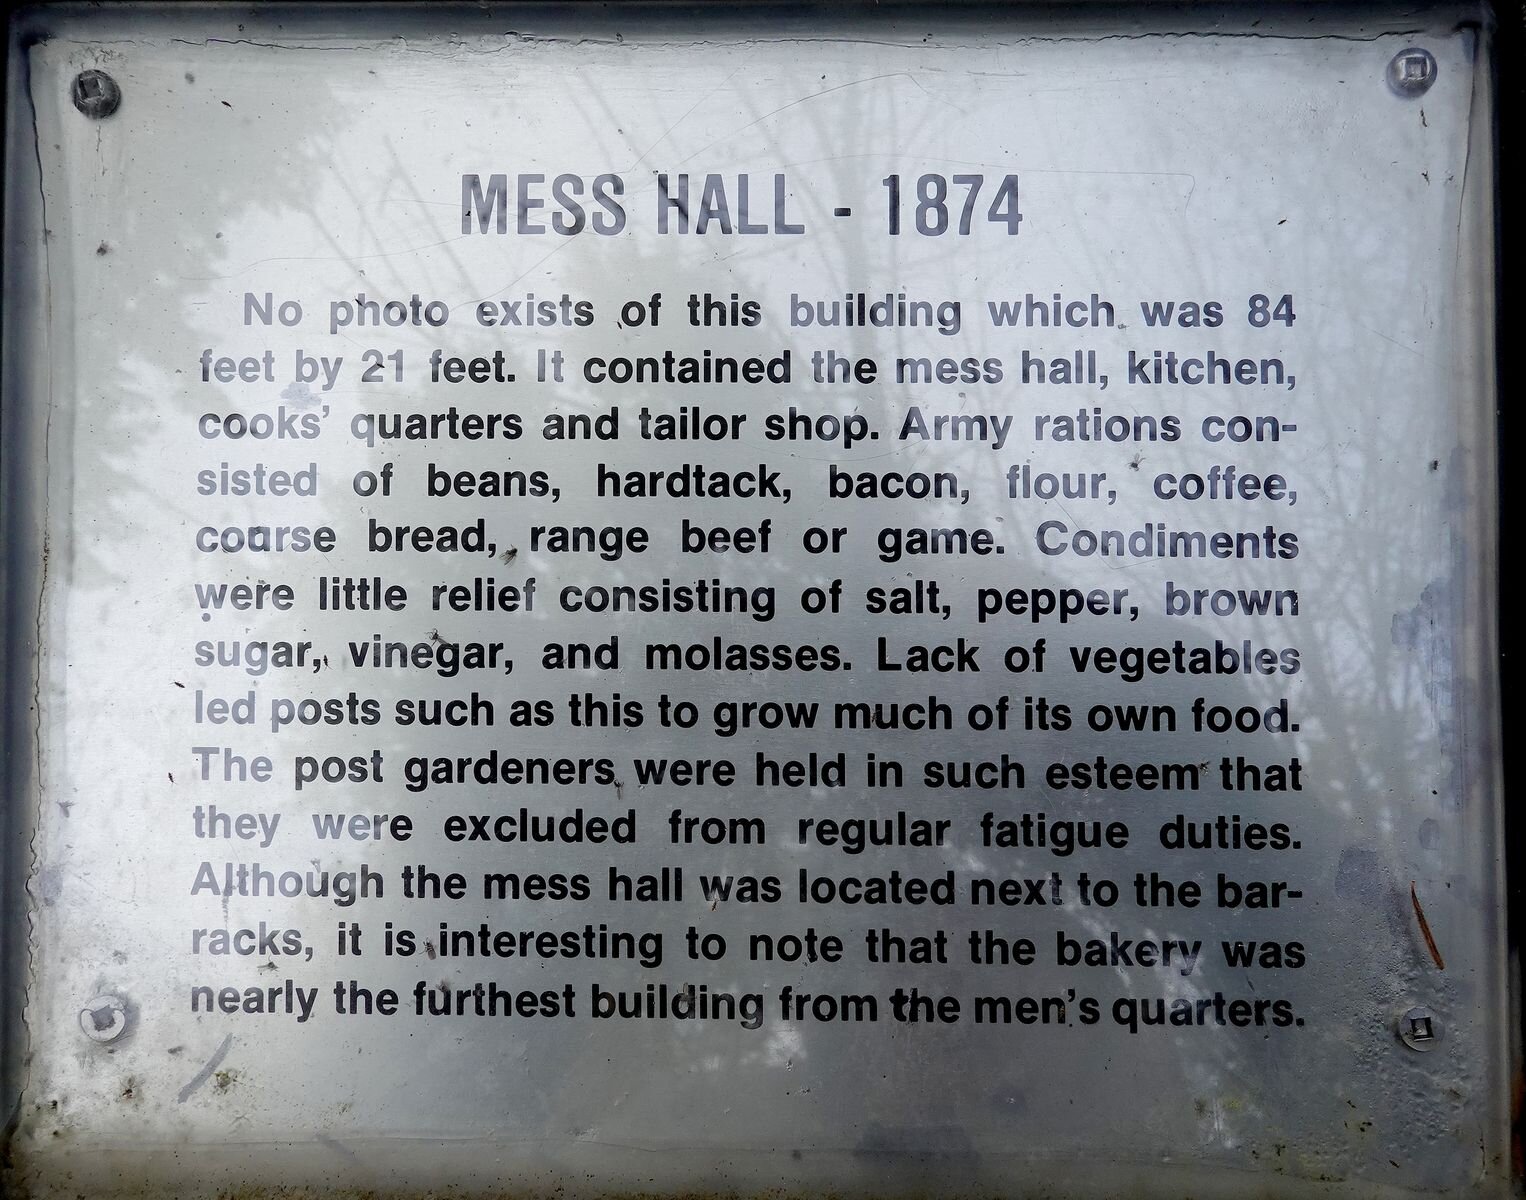 MESS HALL - 1874
No photo exists of this building which was 84
feet by 21 feet. It contained the mess hall, kitchen,
cooks' quarters and tailor shop. Army rations con-
sisted of beans, hardtack, bacon, flour, coffee,
coarse bread, range beef or game. Condiments
were little relief consisting of salt, pepper, brown
sugar, vinegar, and molasses. Lack of vegetables
led posts such as this to grow much of its own food.
The post gardeners were held in such esteem that
they were excluded from regular fatigue duties.
Although the mess hall was located next to the bar-
racks, it is interesting to note that the bakery was
nearly the furthest building from the men's quarters.